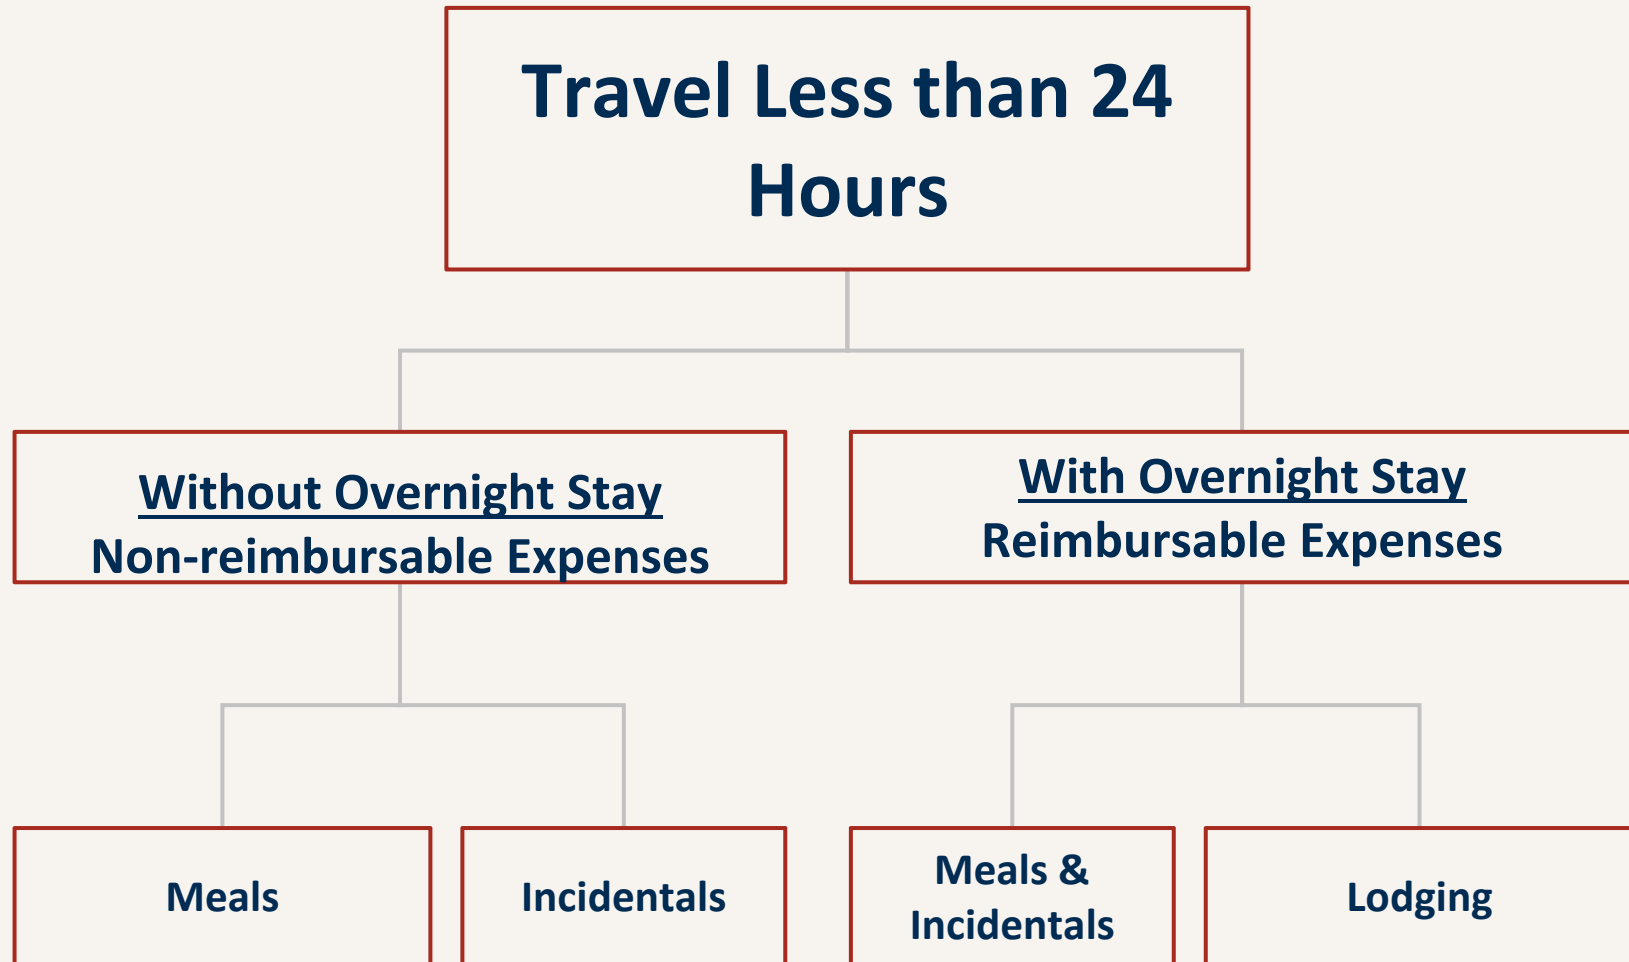 Travel Less than 24
Hours
Without Overnight Stay
Non-reimbursable Expenses
With Overnight Stay
Reimbursable Expenses
Meals
Incidentals
Meals &
Incidentals
Lodging